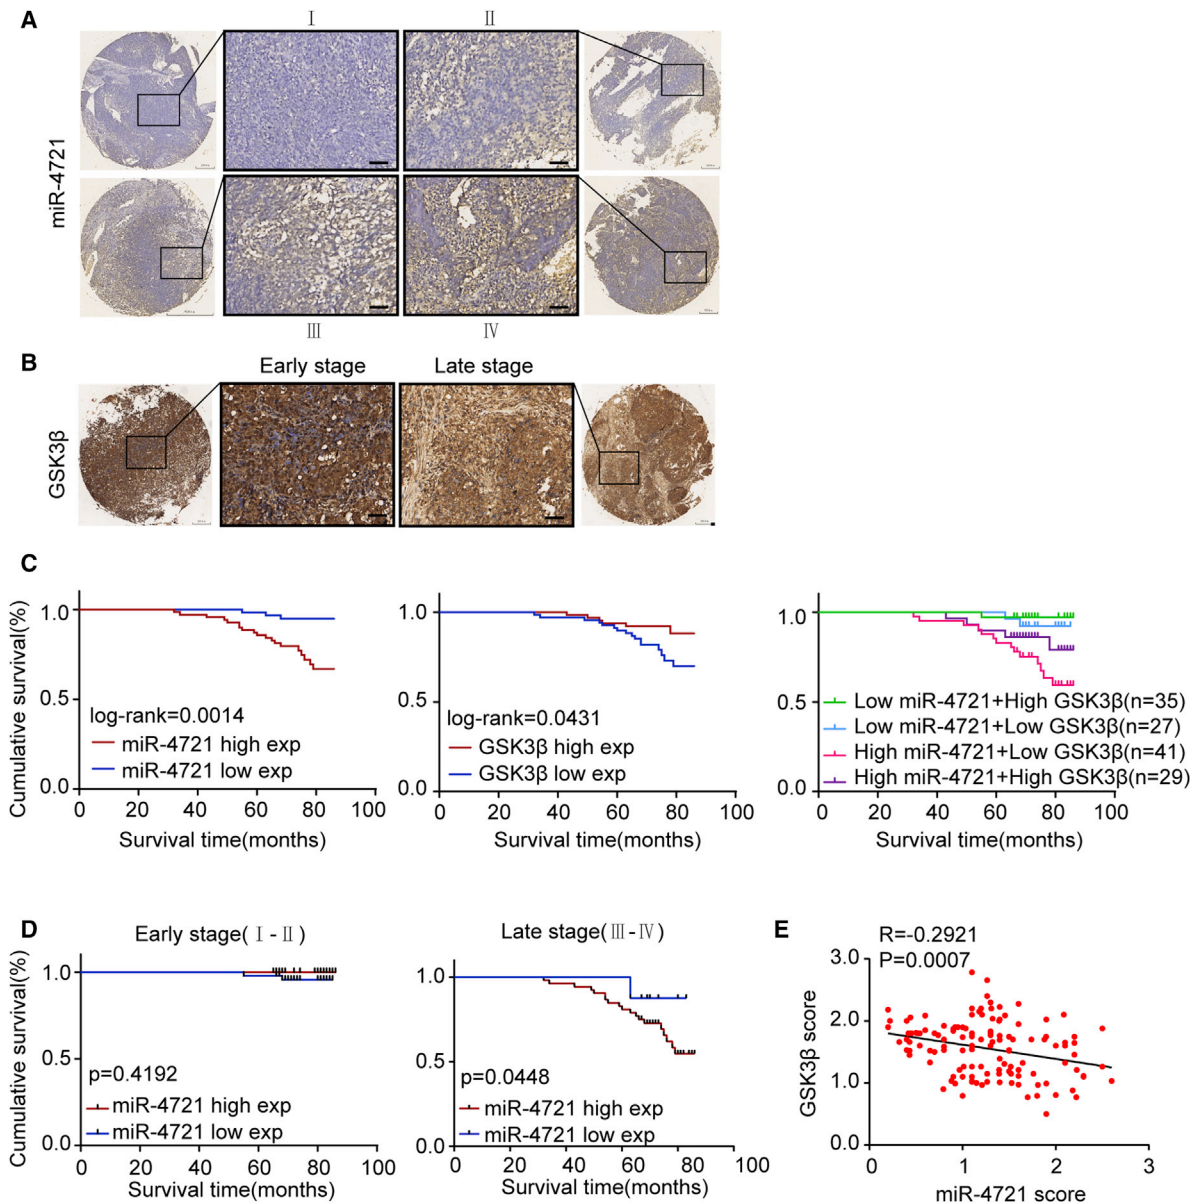 A
Ⅰ
Ⅱ
miR-4721
Ⅲ
Ⅳ
B
Early stage
Late stage
GSK3β
C
Cumulative survival(%)
1.0
0.5
0.0
log-rank=0.0014
miR-4721 high exp
miR-4721 low exp
0 20 40 60 80 100
Survival time(months)
1.0
0.5
0.0
log-rank=0.0431
GSK3β high exp
GSK3β low exp
0 20 40 60 80 100
Survival time(months)
1.0
0.5
0.0
Low miR-4721+High GSK3β(n=35)
Low miR-4721+Low GSK3β(n=27)
High miR-4721+Low GSK3β(n=41)
High miR-4721+High GSK3β(n=29)
0 20 40 60 80 100
Survival time(months)
D
Early stage(Ⅰ-Ⅱ)
Cumulative survival(%)
1.0
0.5
0.0
p=0.4192
miR-4721 high exp
miR-4721 low exp
0 20 40 60 80 100
Survival time(months)
Late stage(Ⅲ-Ⅳ)
1.0
0.5
0.0
p=0.0448
miR-4721 high exp
miR-4721 low exp
0 20 40 60 80 100
Survival time(months)
E
R=-0.2921
P=0.0007
GSK3β score
3.0
2.0
1.0
0.0
0 1 2 3
miR-4721 score